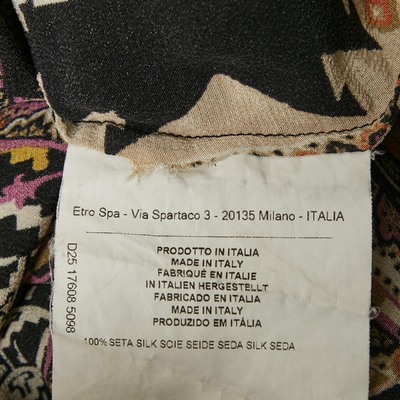 Etro Spa - Via Spartaco 3 - 20135 Milano - ITALIA
D25 17608 5098
PRODOTTO IN ITALIA
MADE IN ITALY
FABRIQUÉ EN ITALIE
IN ITALIEN HERGESTELLT
FABRICADO EN ITALIA
MADE IN ITALY
PRODUZIDO EM ITÁLIA
100% SETA SILK SOIE SEIDE SEDA SILK SEDA